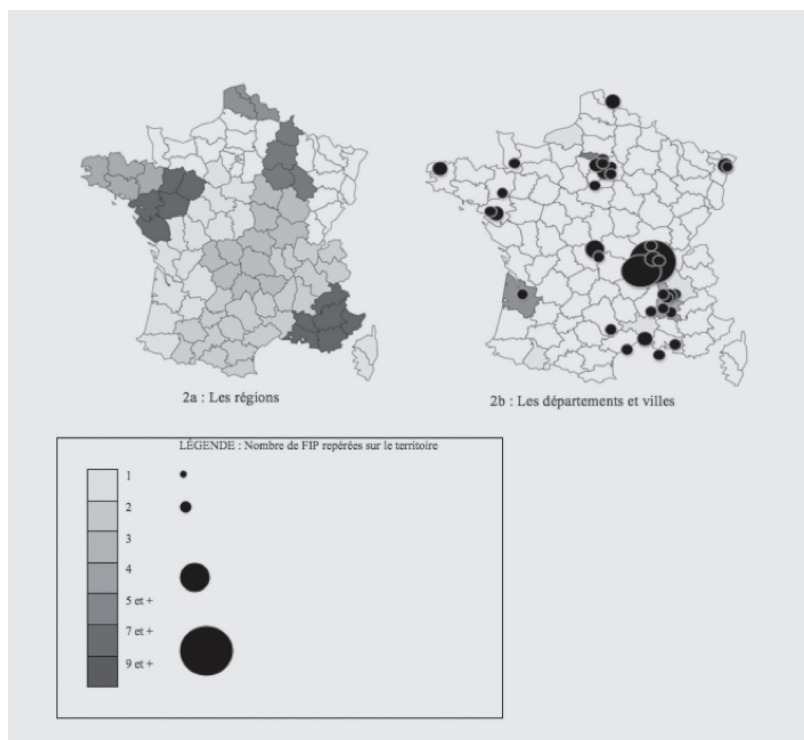 2a : Les régions
2b : Les départements et villes
LÉGENDE : Nombre de FIP repérées sur le territoire
1
2
3
4
5 et +
7 et +
9 et +